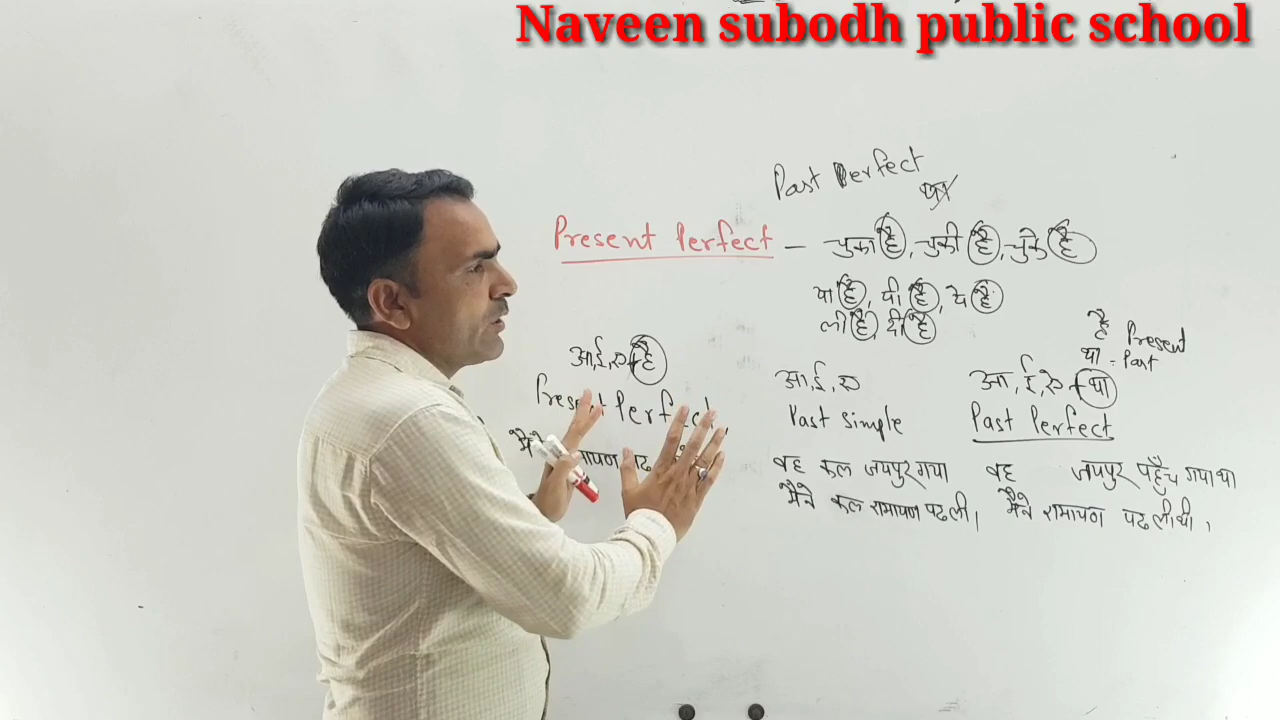 Naveen subodh public school
Past Perfect
Present Perfect – चुका है, चुकी है, चुके है
या है, यी है, ये है
ली है, दी है
है Present
था - Past
आ, ई, ए + है
Present Perfect
मैंने पढ
आ, ई, ए
Past simple
वह कल जयपुर गया
मैंने कल रामायण पढ ली।
आ, ई, ए + था
Past Perfect
वह जयपुर पहुँच गया था
मैंने रामायण पढ ली थी।